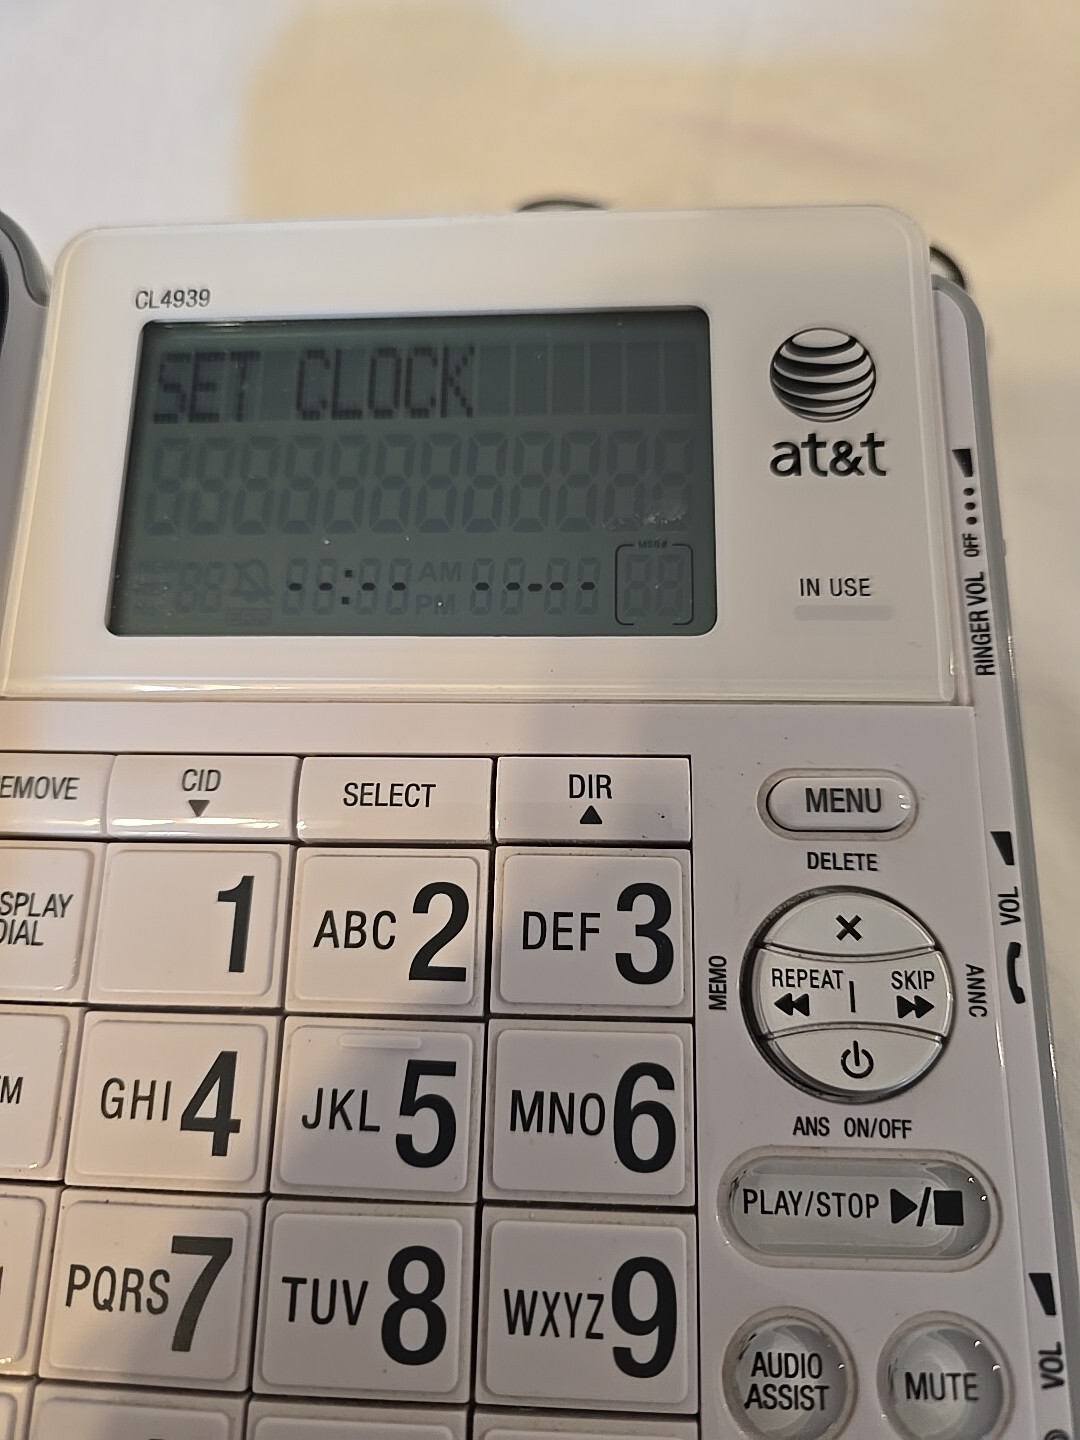 CL4939
SET CLOCK
--:-- AM PM --
MSG#
at&t
IN USE
RINGER VOL OFF
EMOVE
CID
SELECT
DIR
MENU
DELETE
SPLAY
DIAL
1
ABC 2
DEF 3
MEMO
REPEAT
SKIP
ANNC
VOL
GHI 4
JKL 5
MNO 6
ANS ON/OFF
PLAY/STOP
PQRS 7
TUV 8
WXYZ 9
AUDIO
ASSIST
MUTE
VOL